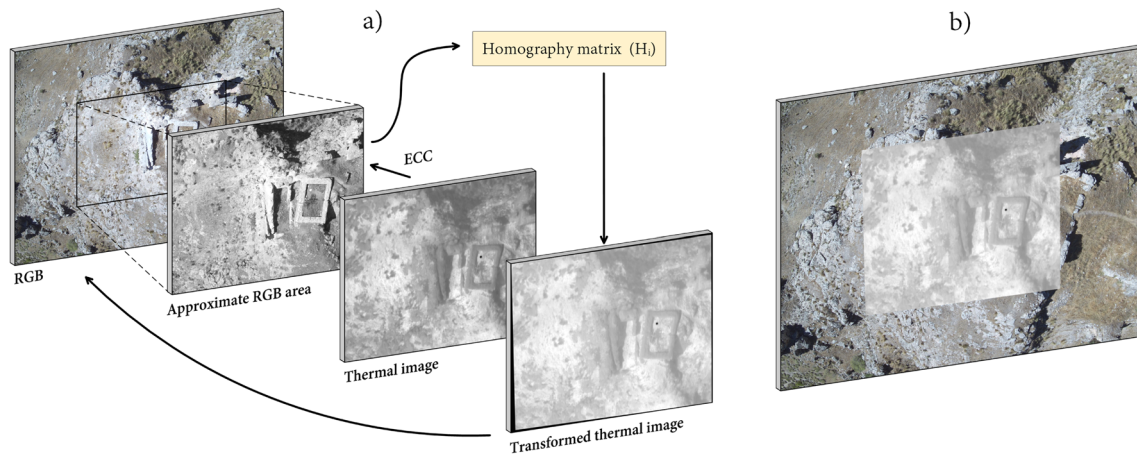 a)
b)
Homography matrix (Hᵢ)
ECC
RGB
Approximate RGB area
Thermal image
Transformed thermal image